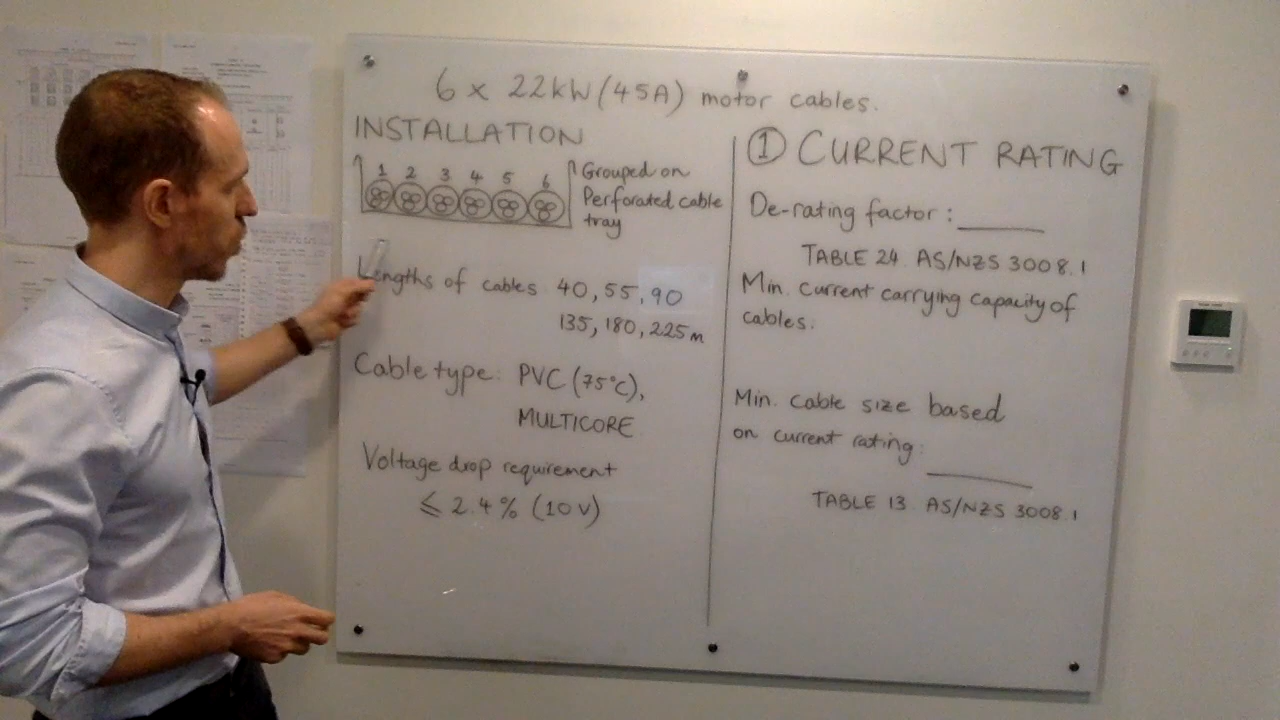 6 x 22kW (45A) motor cables.
INSTALLATION
1 2 3 4 5 6
Grouped on
Perforated cable
tray
Lengths of cables 40, 55, 90
135, 180, 225m
Cable type: PVC (75°C),
MULTICORE
Voltage drop requirement
≤ 2.4% (10V)
① CURRENT RATING
De-rating factor: ______
TABLE 24 AS/NZS 3008.1
Min. current carrying capacity of
cables:
Min. cable size based
on current rating:
______
TABLE 13 AS/NZS 3008.1